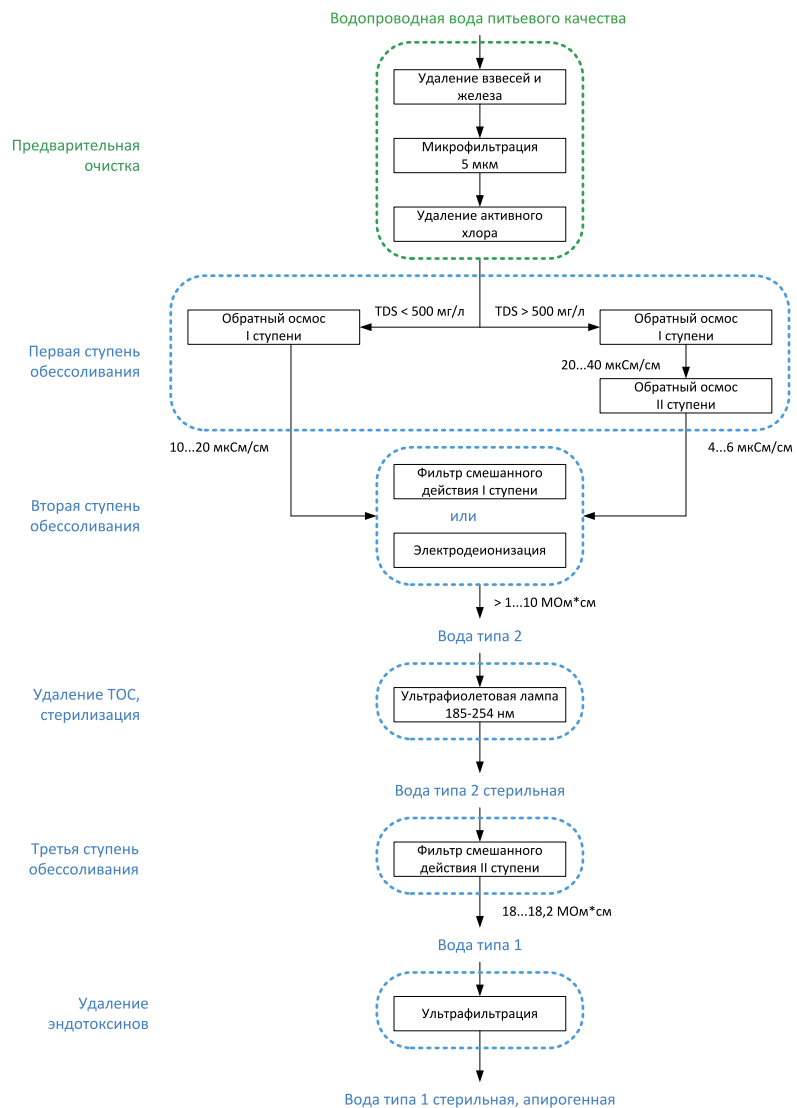 Водопроводная вода питьевого качества
Удаление взвесей и
железа
Предварительная
очистка
Микрофильтрация
5 мкм
Удаление активного
хлора
TDS < 500 мг/л
TDS > 500 мг/л
Обратный осмос
I ступени
Обратный осмос
I ступени
Первая ступень
обессоливания
20...40 мкСм/см
Обратный осмос
II ступени
10...20 мкСм/см
4...6 мкСм/см
Вторая ступень
обессоливания
Фильтр смешанного
действия I ступени
или
Электродеионизация
> 1...10 МОм*см
Вода типа 2
Удаление TOC,
стерилизация
Ультрафиолетовая лампа
185-254 нм
Вода типа 2 стерильная
Третья ступень
обессоливания
Фильтр смешанного
действия II ступени
18...18,2 МОм*см
Вода типа 1
Удаление
эндотоксинов
Ультрафильтрация
Вода типа 1 стерильная, апирогенная